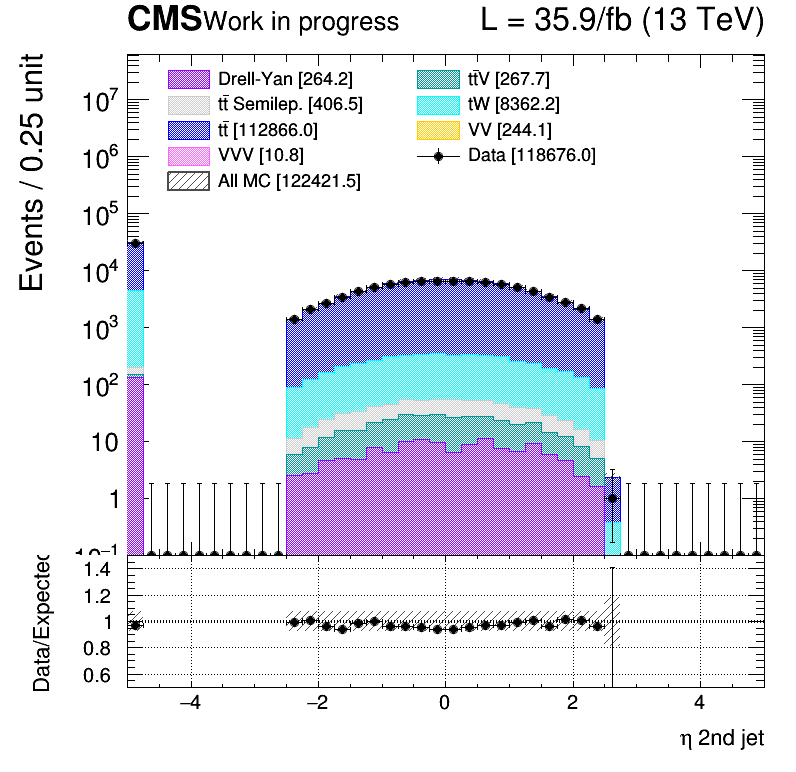 CMS Work in progress L = 35.9/fb (13 TeV)
Events / 0.25 unit
Drell-Yan [264.2] tt̄V [267.7]
tt̄ Semilep. [406.5] tW [8362.2]
tt̄ [112866.0] VV [244.1]
VVV [10.8] Data [118676.0]
All MC [122421.5]
10⁷
10⁶
10⁵
10⁴
10³
10²
10
1
10⁻¹
Data/Expected
1.4
1.2
1
0.8
0.6
−4 −2 0 2 4
η 2nd jet